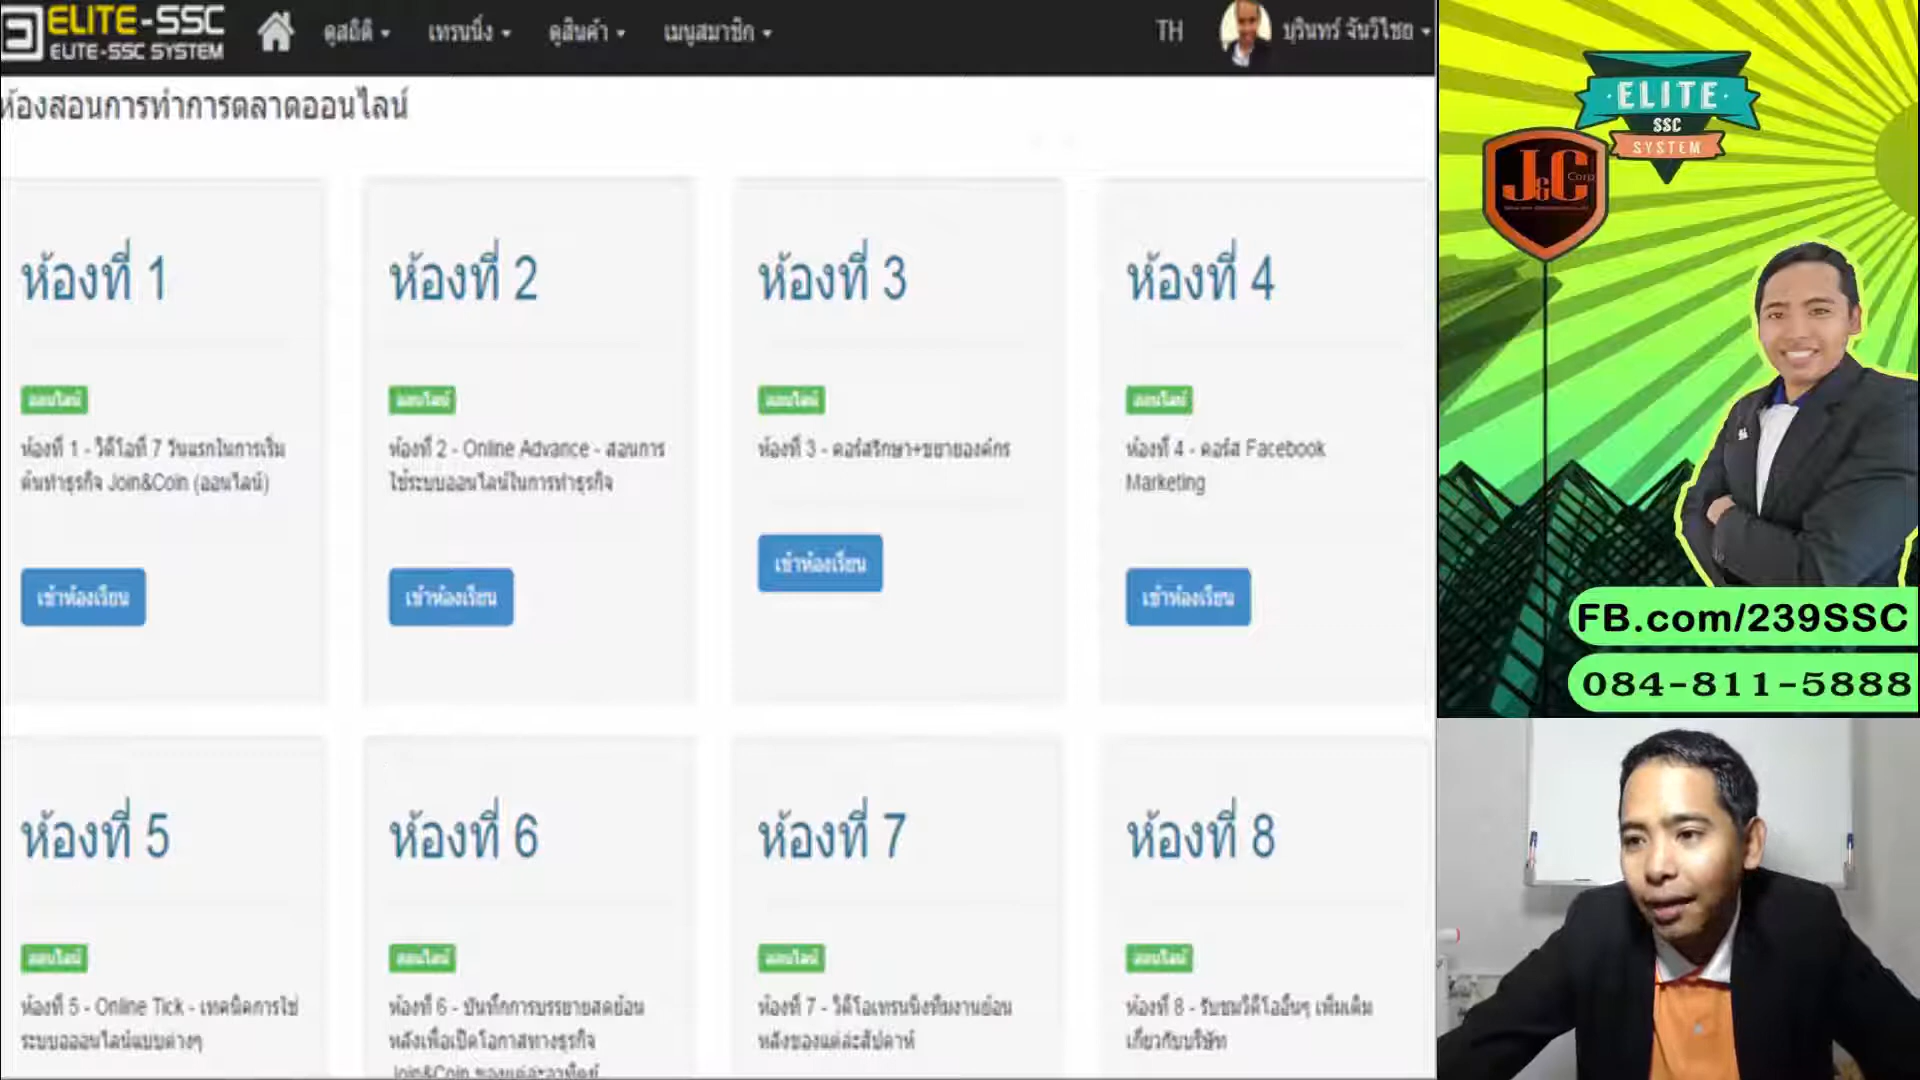 ELITE-SSC
ELITE-SSC SYSTEM
ดูสถิติ
เทรนนิ่ง
ดูสินค้า
เมนูสมาชิก
TH
บุรินทร์ จันวิไชย
ห้องสอนการทำการตลาดออนไลน์
ห้องที่ 1
ออนไลน์
ห้องที่ 1 - วิดีโอที่ 7 วันแรกในการเริ่ม
ต้นทำธุรกิจ Join&Coin (ออนไลน์)
เข้าห้องเรียน
ห้องที่ 2
ออนไลน์
ห้องที่ 2 - Online Advance - สอนการ
ใช้ระบบออนไลน์ในการทำธุรกิจ
เข้าห้องเรียน
ห้องที่ 3
ออนไลน์
ห้องที่ 3 - คอร์สรักษา+ขยายองค์กร
เข้าห้องเรียน
ห้องที่ 4
ออนไลน์
ห้องที่ 4 - คอร์ส Facebook
Marketing
เข้าห้องเรียน
ห้องที่ 5
ออนไลน์
ห้องที่ 5 - Online Tick - เทคนิคการใช้
ระบบอออนไลน์แบบต่างๆ
ห้องที่ 6
ออนไลน์
ห้องที่ 6 - บันทึกการบรรยายสดย้อน
หลังเพื่อเปิดโอกาสทางธุรกิจ
Join&Coin ของแต่ละอาทิตย์
ห้องที่ 7
ออนไลน์
ห้องที่ 7 - วิดีโอเทรนนิ่งทีมงานย้อน
หลังของแต่ละสัปดาห์
ห้องที่ 8
ออนไลน์
ห้องที่ 8 - รับชมวิดีโออื่นๆ เพิ่มเติม
เกี่ยวกับบริษัท
ELITE
SSC
SYSTEM
J&C
Corp
FB.com/239SSC
084-811-5888